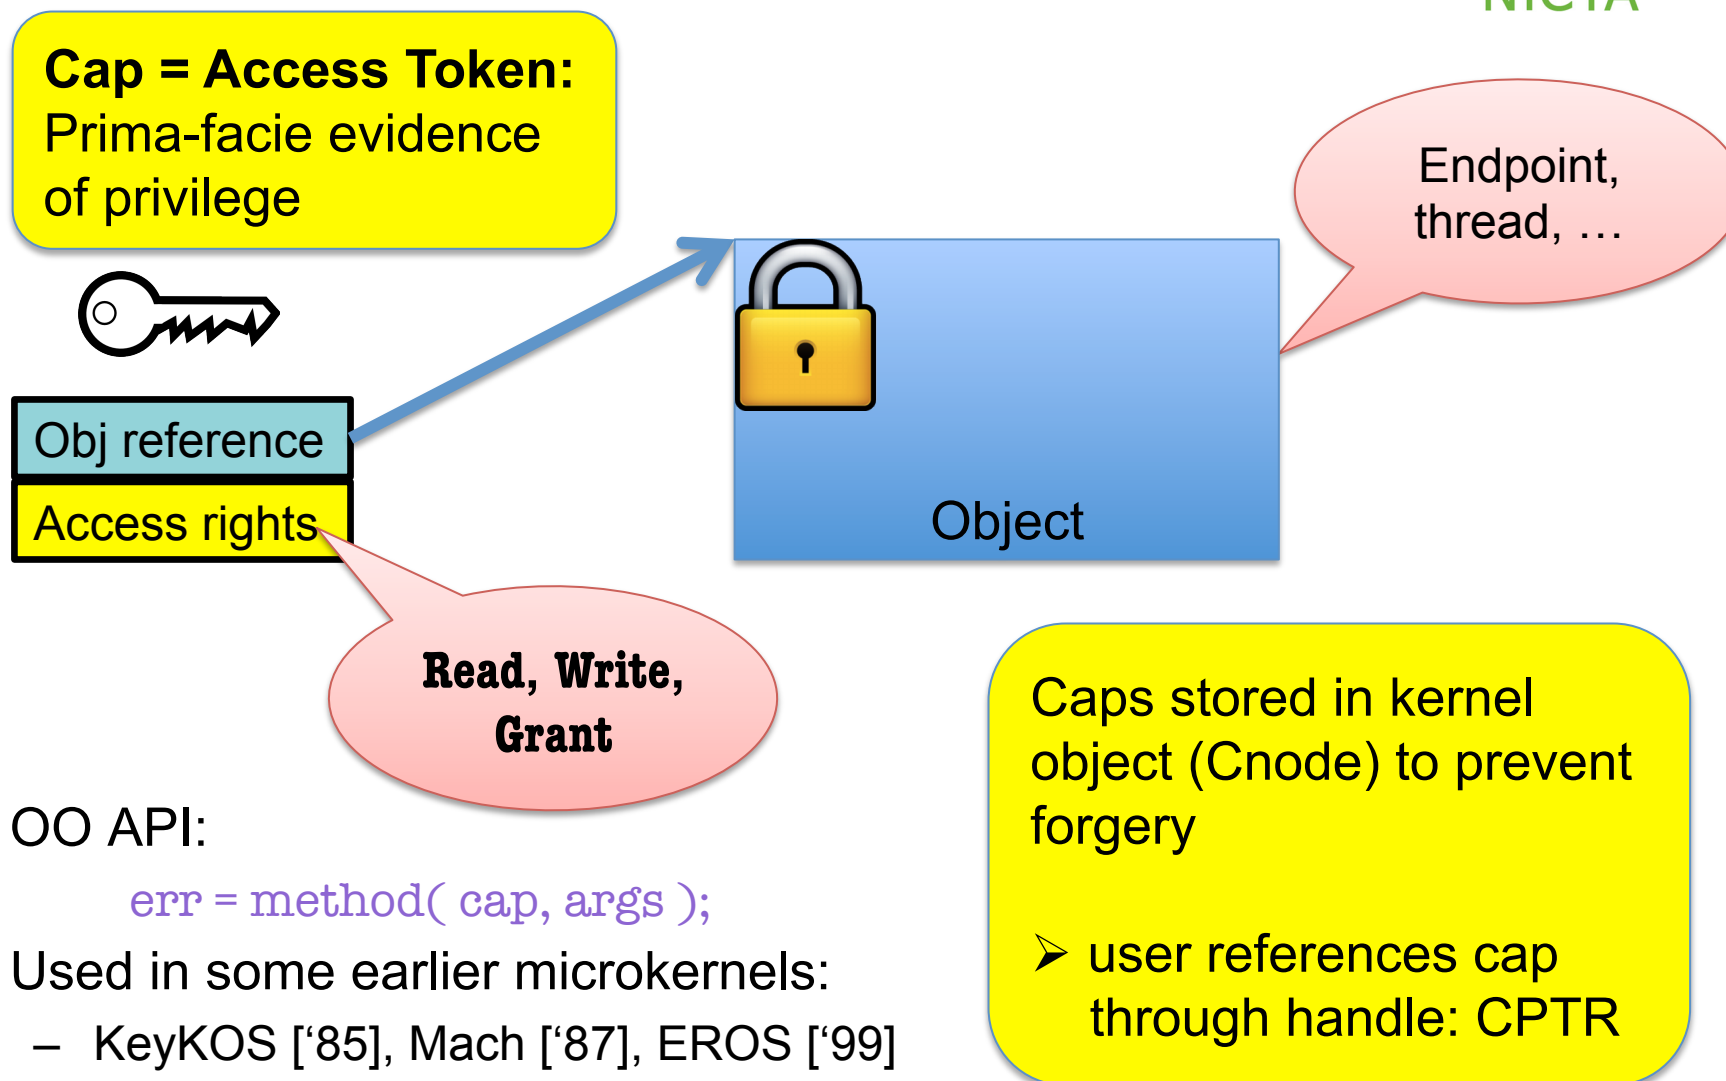 NICTA
Cap = Access Token:
Prima-facie evidence
of privilege
Endpoint,
thread, …
Obj reference
Access rights
Object
Read, Write,
Grant
Caps stored in kernel
object (Cnode) to prevent
forgery
➢ user references cap
through handle: CPTR
OO API:
err = method( cap, args );
Used in some earlier microkernels:
– KeyKOS [‘85], Mach [‘87], EROS [‘99]